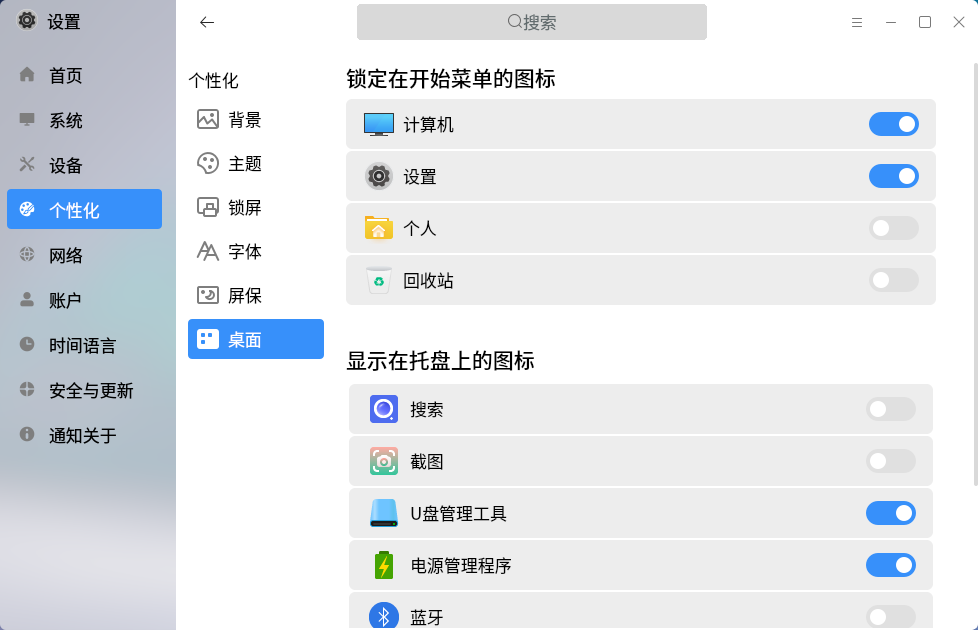 设置
搜索
首页
系统
设备
个性化
网络
账户
时间语言
安全与更新
通知关于
个性化
背景
主题
锁屏
字体
屏保
桌面
锁定在开始菜单的图标
计算机
设置
个人
回收站
显示在托盘上的图标
搜索
截图
U盘管理工具
电源管理程序
蓝牙